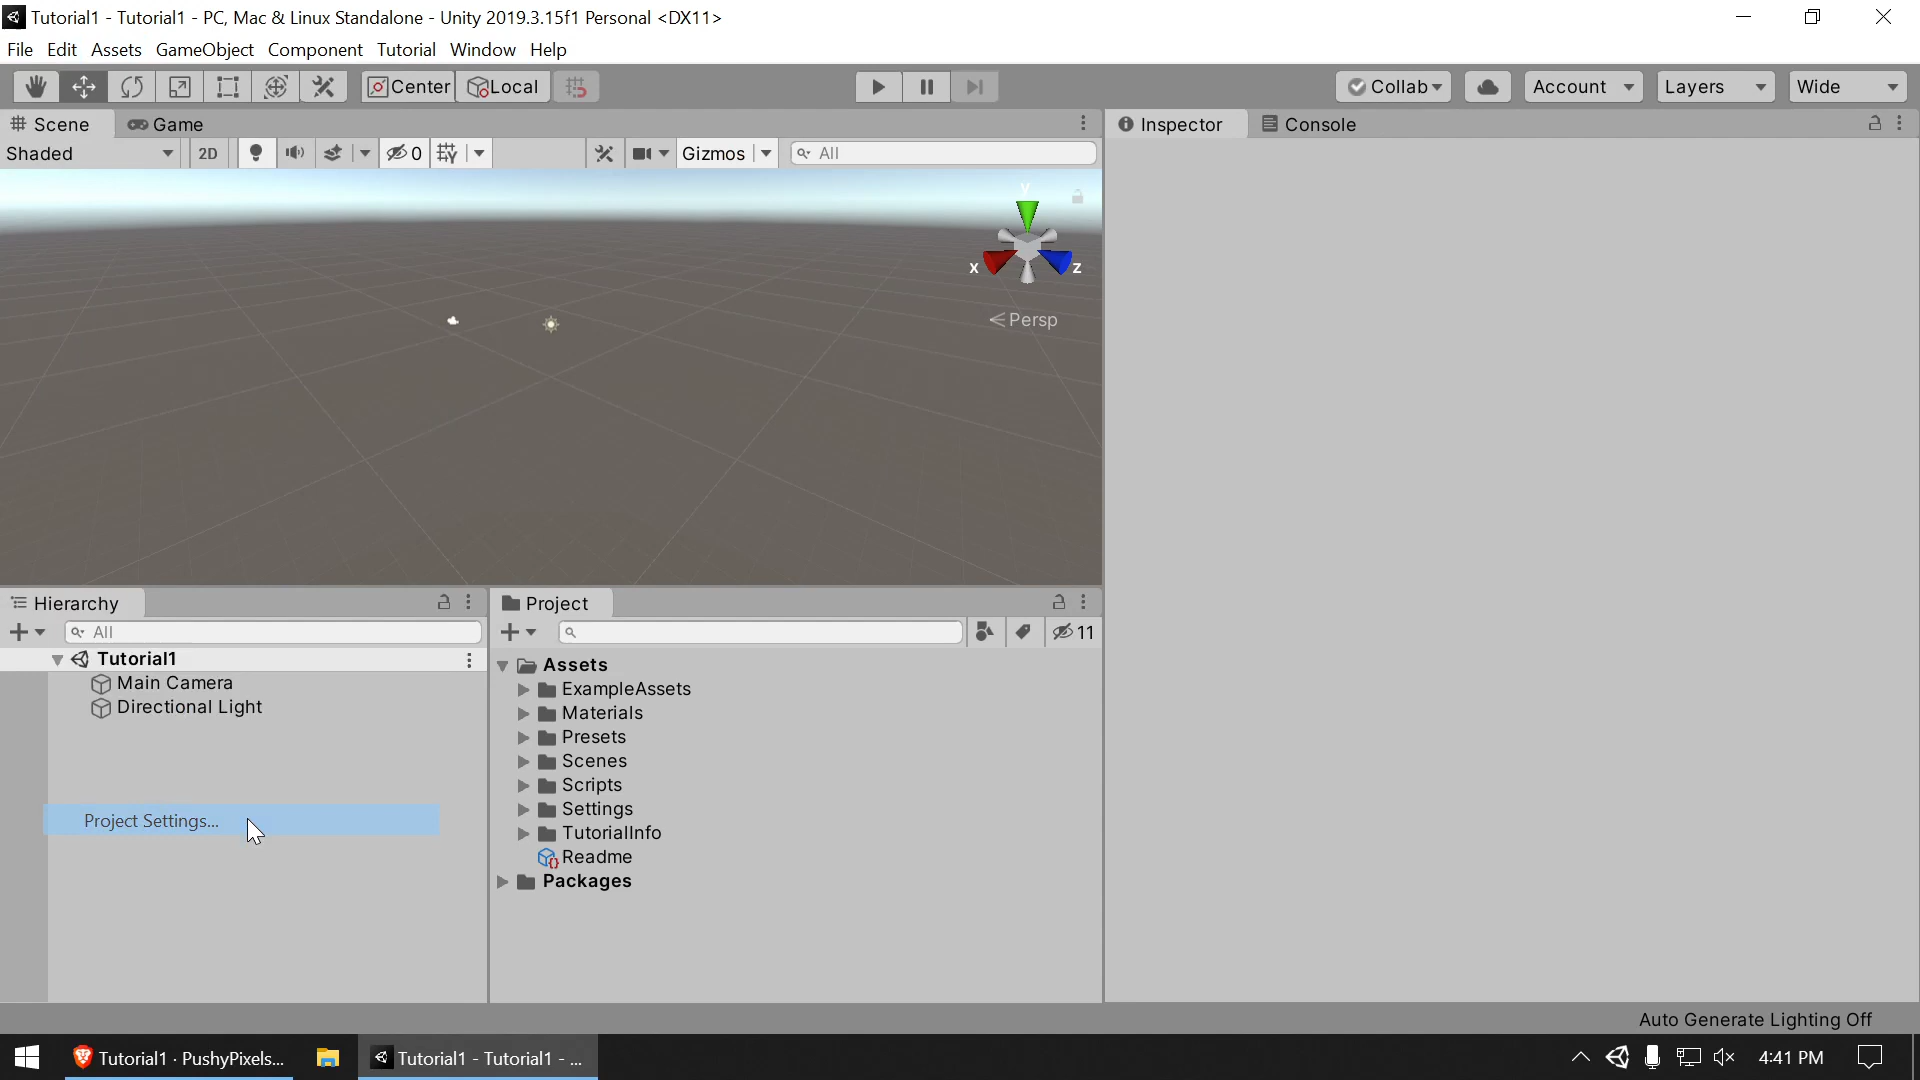 Tutorial1 - Tutorial1 - PC, Mac & Linux Standalone - Unity 2019.3.15f1 Personal <DX11>
File Edit Assets GameObject Component Tutorial Window Help
Center Local Collab Account Layers Wide
Scene Game Inspector Console
Shaded 2D 0 Gizmos All
y
x z
Persp
Hierarchy Project
All 11
Tutorial1
Main Camera
Directional Light
Project Settings...
Assets
ExampleAssets
Materials
Presets
Scenes
Scripts
Settings
TutorialInfo
Readme
Packages
Auto Generate Lighting Off
Tutorial1 · PushyPixels... Tutorial1 - Tutorial1 - ... 4:41 PM